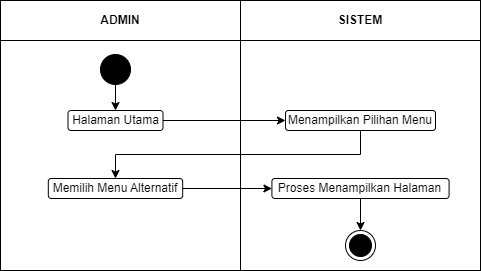 ADMIN
SISTEM
Halaman Utama
Menampilkan Pilihan Menu
Memilih Menu Alternatif
Proses Menampilkan Halaman